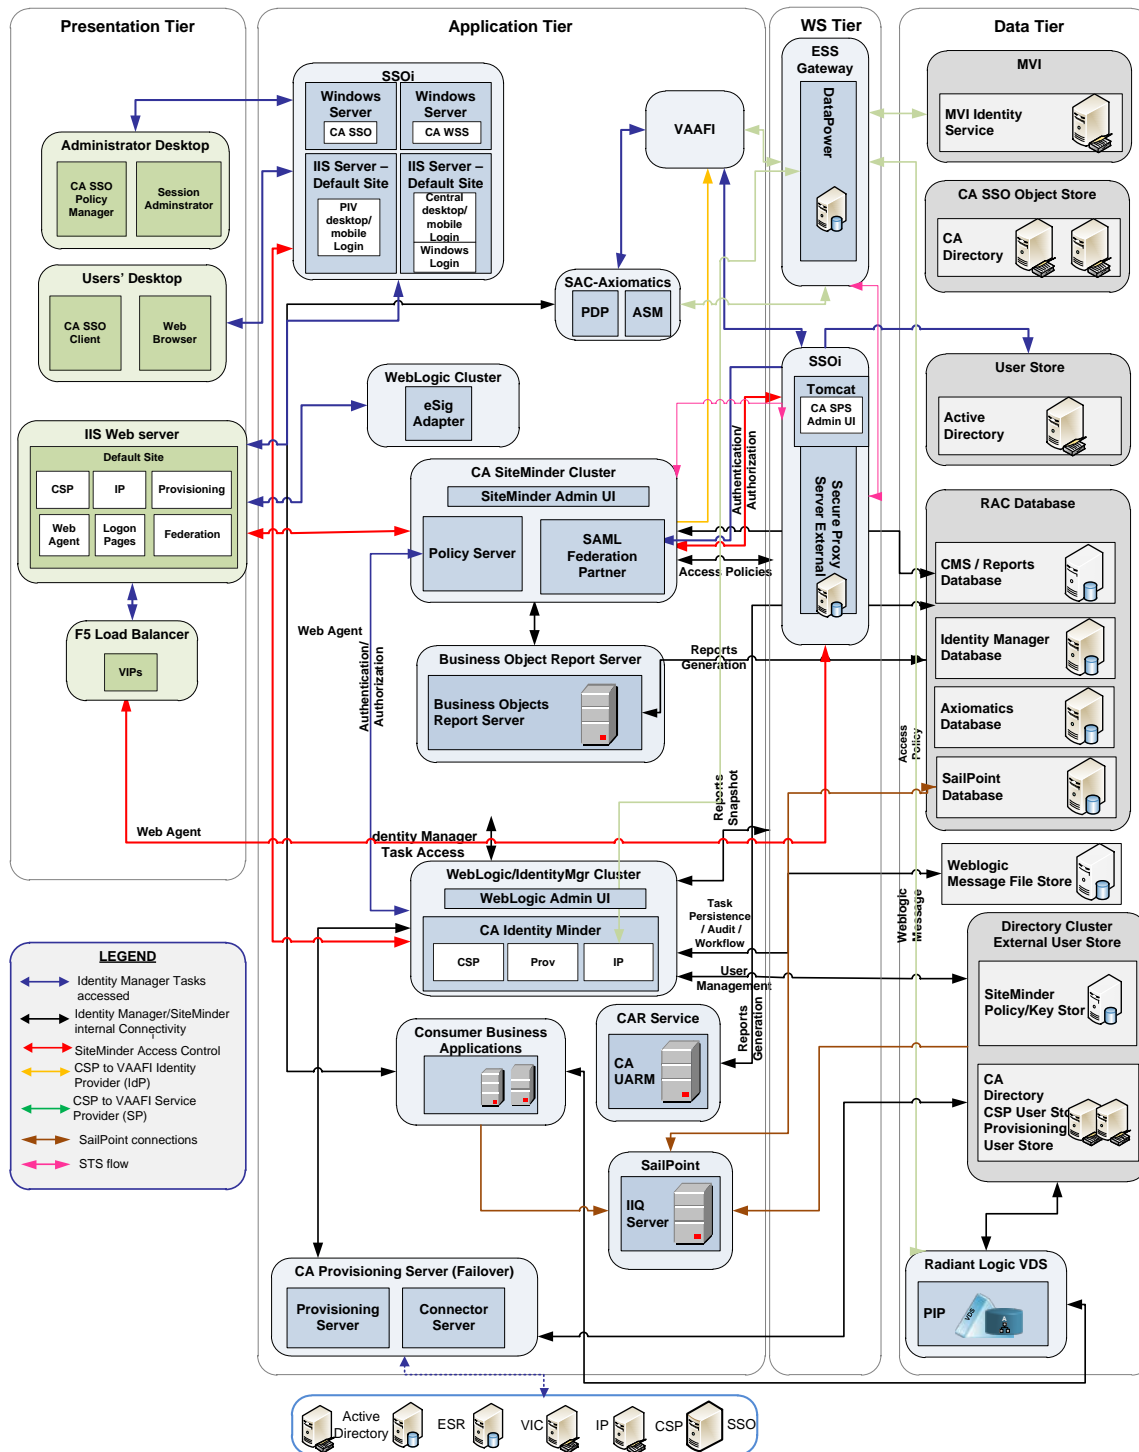 Presentation Tier
Application Tier
WS Tier
Data Tier
Administrator Desktop
CA SSO
Policy
Manager
Session
Adminstrator
Users' Desktop
CA SSO
Client
Web
Browser
IIS Web server
Default Site
CSP
IP
Provisioning
Web
Agent
Logon
Pages
Federation
F5 Load Balancer
VIPs
Web Agent
SSOi
Windows
Server
CA SSO
Windows
Server
CA WSS
IIS Server –
Default Site
PIV
desktop/
mobile
Login
IIS Server –
Default Site
Central
desktop/
mobile
Login
Windows
Login
VAAFI
SAC-Axiomatics
PDP
ASM
WebLogic Cluster
eSig
Adapter
CA SiteMinder Cluster
SiteMinder Admin UI
Policy Server
SAML
Federation
Partner
Authentication/
Authorization
Access Policies
Web Agent
Authentication/
Authorization
Business Object Report Server
Business Objects
Report Server
Reports
Generation
Reports
Snapshot
dentity Manager
Task Access
WebLogic/IdentityMgr Cluster
WebLogic Admin UI
CA Identity Minder
CSP
Prov
IP
Task
Persistence
/ Audit /
Workflow
User
Management
Reports
Generation
Consumer Business
Applications
CAR Service
CA
UARM
SailPoint
IIQ
Server
CA Provisioning Server (Failover)
Provisioning
Server
Connector
Server
ESS
Gateway
DataPower
SSOi
Tomcat
CA SPS
Admin UI
Secure Proxy
Server External
MVI
MVI Identity
Service
CA SSO Object Store
CA
Directory
User Store
Active
Directory
RAC Database
CMS / Reports
Database
Identity Manager
Database
Axiomatics
Database
SailPoint
Database
Access
Policy
Weblogic
Message File Store
Weblogic
Message
Directory Cluster
External User Store
SiteMinder
Policy/Key Stor
CA
Directory
CSP User Sto
Provisioning
User Store
Radiant Logic VDS
PIP
VDS
LEGEND
Identity Manager Tasks
accessed
Identity Manager/SiteMinder
internal Connectivity
SiteMinder Access Control
CSP to VAAFI Identity
Provider (IdP)
CSP to VAAFI Service
Provider (SP)
SailPoint connections
STS flow
Active
Directory
ESR
VIC
IP
CSP
SSO